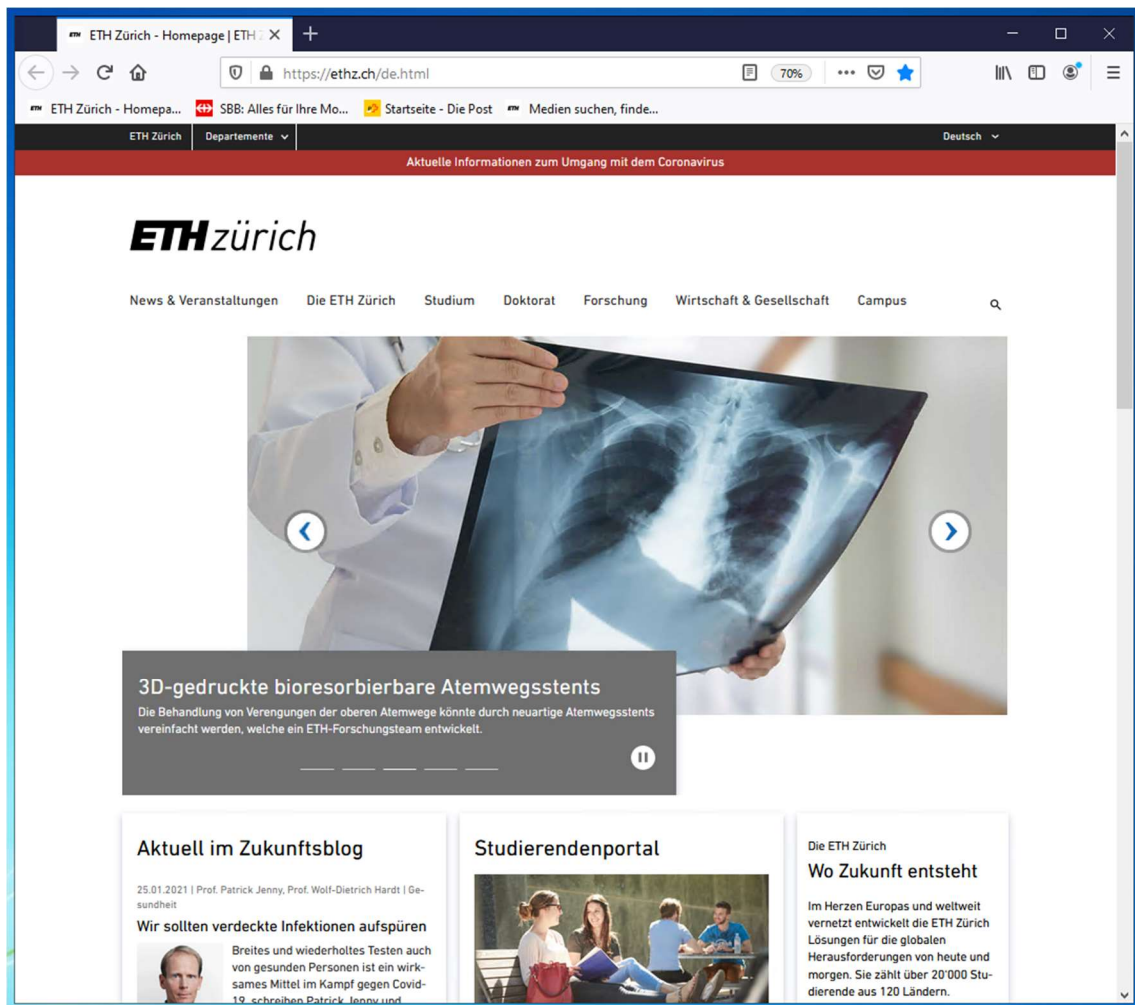 ETH Zürich - Homepage | ETH Z
https://ethz.ch/de.html
70%
ETH Zürich - Homepa...
SBB: Alles für Ihre Mo...
Startseite - Die Post
Medien suchen, finde...
ETH Zürich
Departemente
Deutsch
Aktuelle Informationen zum Umgang mit dem Coronavirus
ETH zürich
News & Veranstaltungen
Die ETH Zürich
Studium
Doktorat
Forschung
Wirtschaft & Gesellschaft
Campus
3D-gedruckte bioresorbierbare Atemwegsstents
Die Behandlung von Verengungen der oberen Atemwege könnte durch neuartige Atemwegsstents
vereinfacht werden, welche ein ETH-Forschungsteam entwickelt.
Aktuell im Zukunftsblog
25.01.2021 | Prof. Patrick Jenny, Prof. Wolf-Dietrich Hardt | Ge-
sundheit
Wir sollten verdeckte Infektionen aufspüren
Breites und wiederholtes Testen auch
von gesunden Personen ist ein wirk-
sames Mittel im Kampf gegen Covid-
19, schreiben Patrick Jenny und
Studierendenportal
Die ETH Zürich
Wo Zukunft entsteht
Im Herzen Europas und weltweit
vernetzt entwickelt die ETH Zürich
Lösungen für die globalen
Herausforderungen von heute und
morgen. Sie zählt über 20'000 Stu-
dierende aus 120 Ländern.